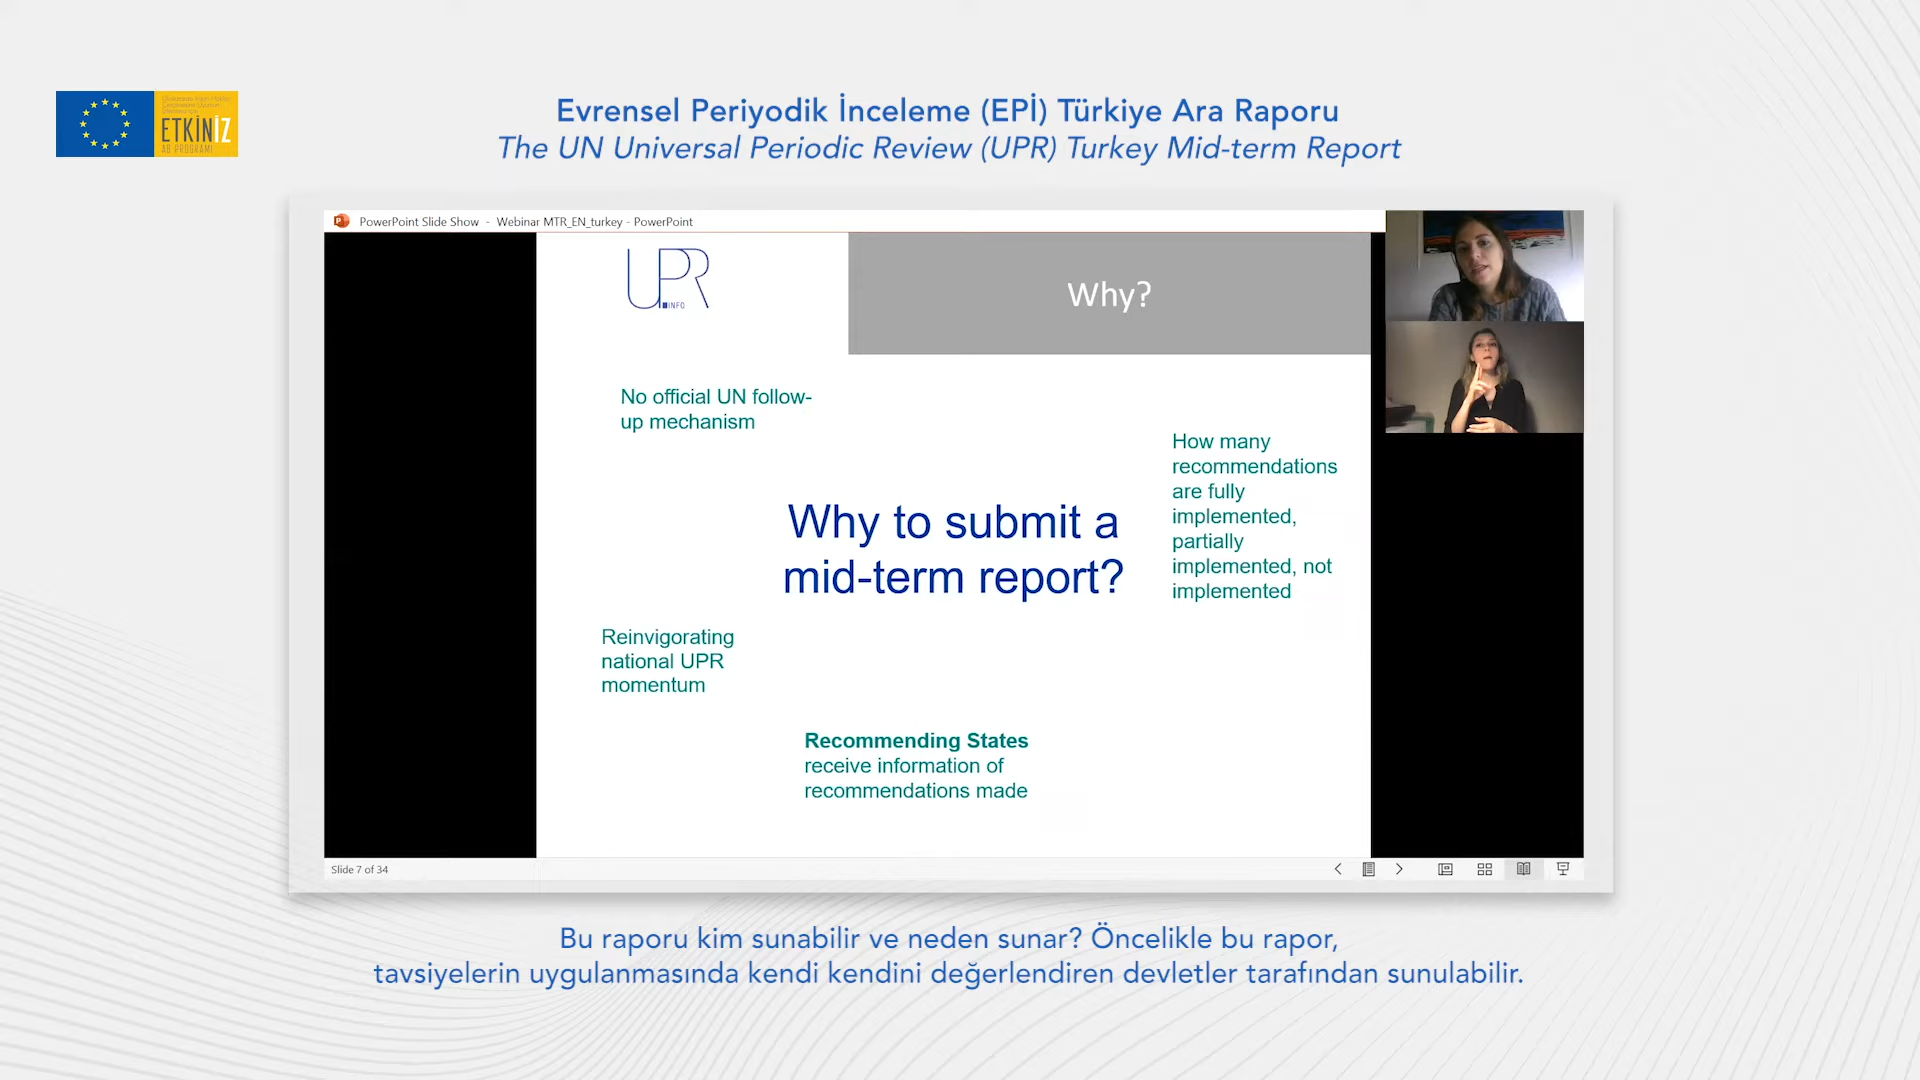 ETKİNİZ
AB PROGRAMI
Evrensel Periyodik İnceleme (EPİ) Türkiye Ara Raporu
The UN Universal Periodic Review (UPR) Turkey Mid-term Report
PowerPoint Slide Show - Webinar MTR_EN_turkey - PowerPoint
UPR
INFO
Why?
No official UN follow-
up mechanism
How many
recommendations
are fully
implemented,
partially
implemented, not
implemented
Why to submit a
mid-term report?
Reinvigorating
national UPR
momentum
Recommending States
receive information of
recommendations made
Slide 7 of 34
Bu raporu kim sunabilir ve neden sunar? Öncelikle bu rapor,
tavsiyelerin uygulanmasında kendi kendini değerlendiren devletler tarafından sunulabilir.